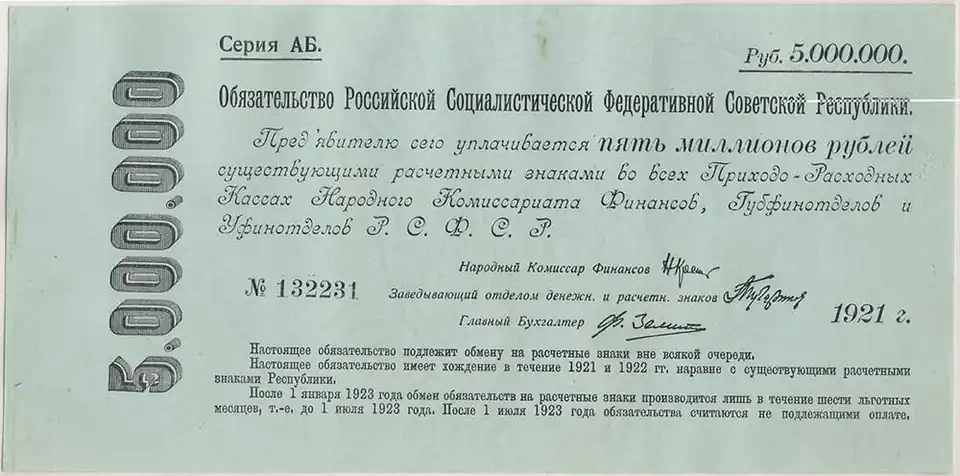 Серия АБ.
Руб. 5.000.000.
5.000.000
Обязательство Российской Социалистической Федеративной Советской Республики.
Пред'явителю сего уплачивается пять миллионов рублей
существующими расчетными знаками во всех Приходо-Расходных
Кассах Народного Комиссариата Финансов, Губфинотделов и
Уфинотделов Р. С. Ф. С. Р.
Народный Комиссар Финансов
№ 132231
Заведывающий отделом денежн. и расчетн. знаков
1921 г.
Главный Бухгалтер
Настоящее обязательство подлежит обмену на расчетные знаки вне всякой очереди.
Настоящее обязательство имеет хождение в течение 1921 и 1922 гг. наравне с существующими расчетными
знаками Республики.
После 1 января 1923 года обмен обязательств на расчетные знаки производится лишь в течение шести льготных
месяцев, т.-е. до 1 июля 1923 года. После 1 июля 1923 года обязательства считаются не подлежащими оплате.